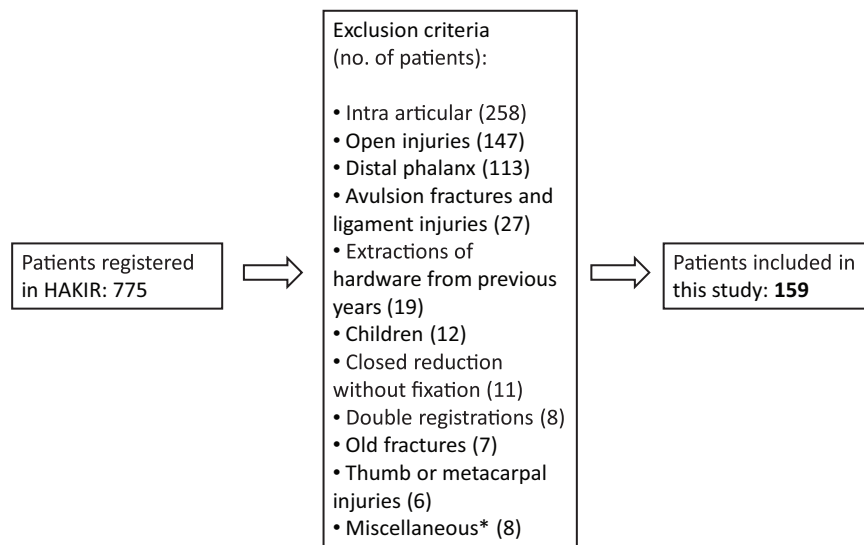 Patients registered
in HAKIR: 775
Exclusion criteria
(no. of patients):
• Intra articular (258)
• Open injuries (147)
• Distal phalanx (113)
• Avulsion fractures and
ligament injuries (27)
• Extractions of
hardware from previous
years (19)
• Children (12)
• Closed reduction
without fixation (11)
• Double registrations (8)
• Old fractures (7)
• Thumb or metacarpal
injuries (6)
• Miscellaneous* (8)
Patients included in
this study: 159